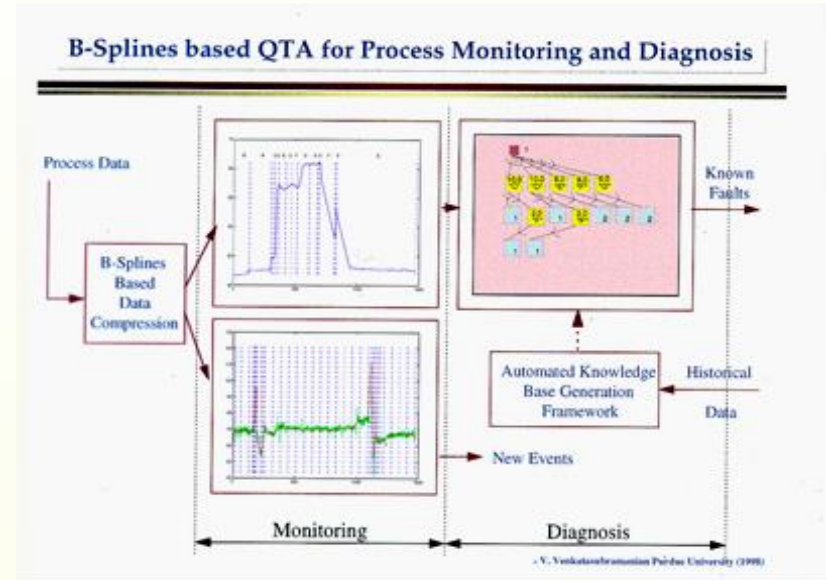 B-Splines based QTA for Process Monitoring and Diagnosis
Process Data
B-Splines
Based
Data
Compression
Known
Faults
Automated Knowledge
Base Generation
Framework
Historical
Data
New Events
Monitoring
Diagnosis
- V. Venkatasubramanian Purdue University (1998)